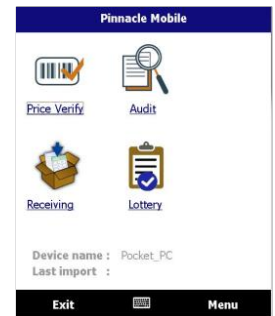 Pinnacle Mobile
Price Verify Audit
Receiving Lottery
Device name : Pocket_PC
Last import :
Exit Menu